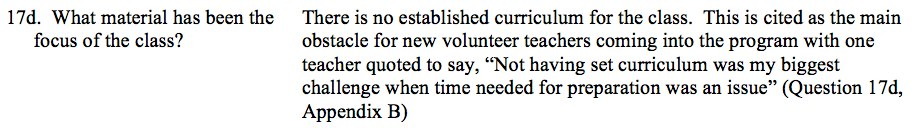 17d. What material has been the focus of the class?
There is no established curriculum for the class. This is cited as the main
obstacle for new volunteer teachers coming into the program with one
teacher quoted to say, “Not having set curriculum was my biggest
challenge when time needed for preparation was an issue” (Question 17d,
Appendix B)